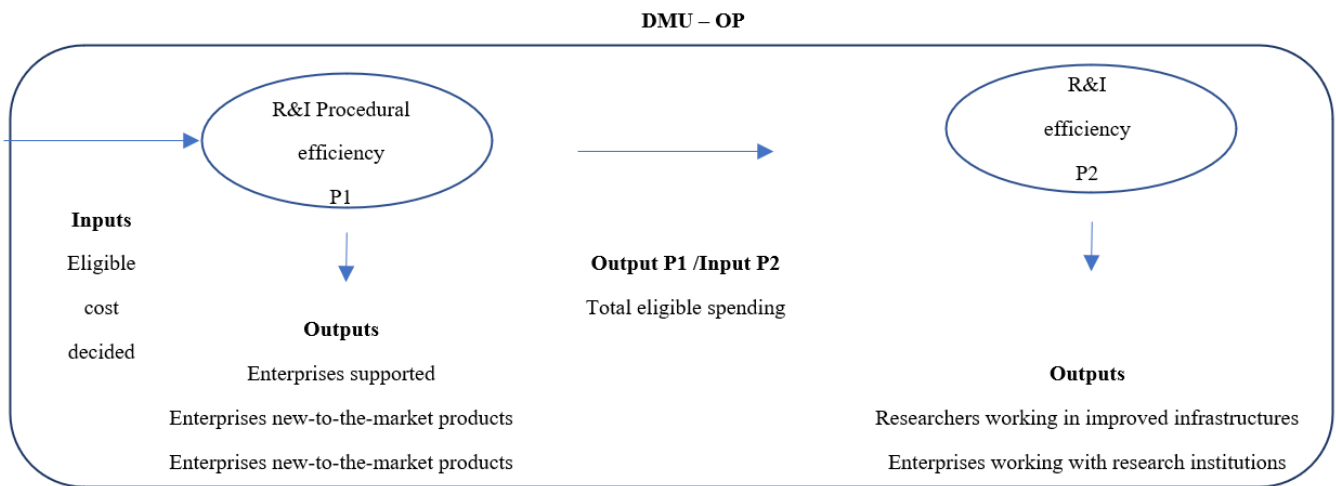 DMU – OP
R&I Procedural
efficiency
P1
R&I
efficiency
P2
Inputs
Eligible
cost
decided
Outputs
Enterprises supported
Enterprises new-to-the-market products
Enterprises new-to-the-market products
Output P1 /Input P2
Total eligible spending
Outputs
Researchers working in improved infrastructures
Enterprises working with research institutions